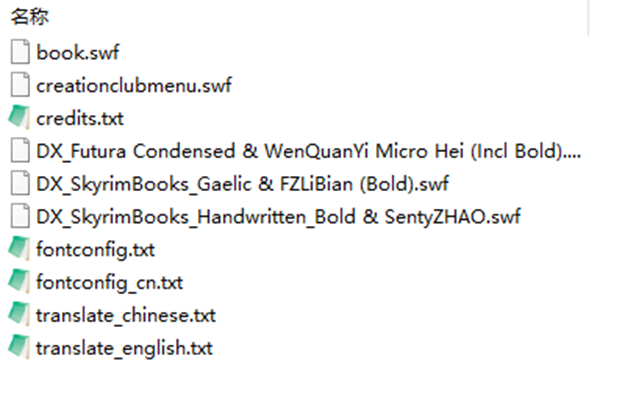 名称
book.swf
creationclubmenu.swf
credits.txt
DX_Futura Condensed & WenQuanYi Micro Hei (Incl Bold)....
DX_SkyrimBooks_Gaelic & FZLiBian (Bold).swf
DX_SkyrimBooks_Handwritten_Bold & SentyZHAO.swf
fontconfig.txt
fontconfig_cn.txt
translate_chinese.txt
translate_english.txt